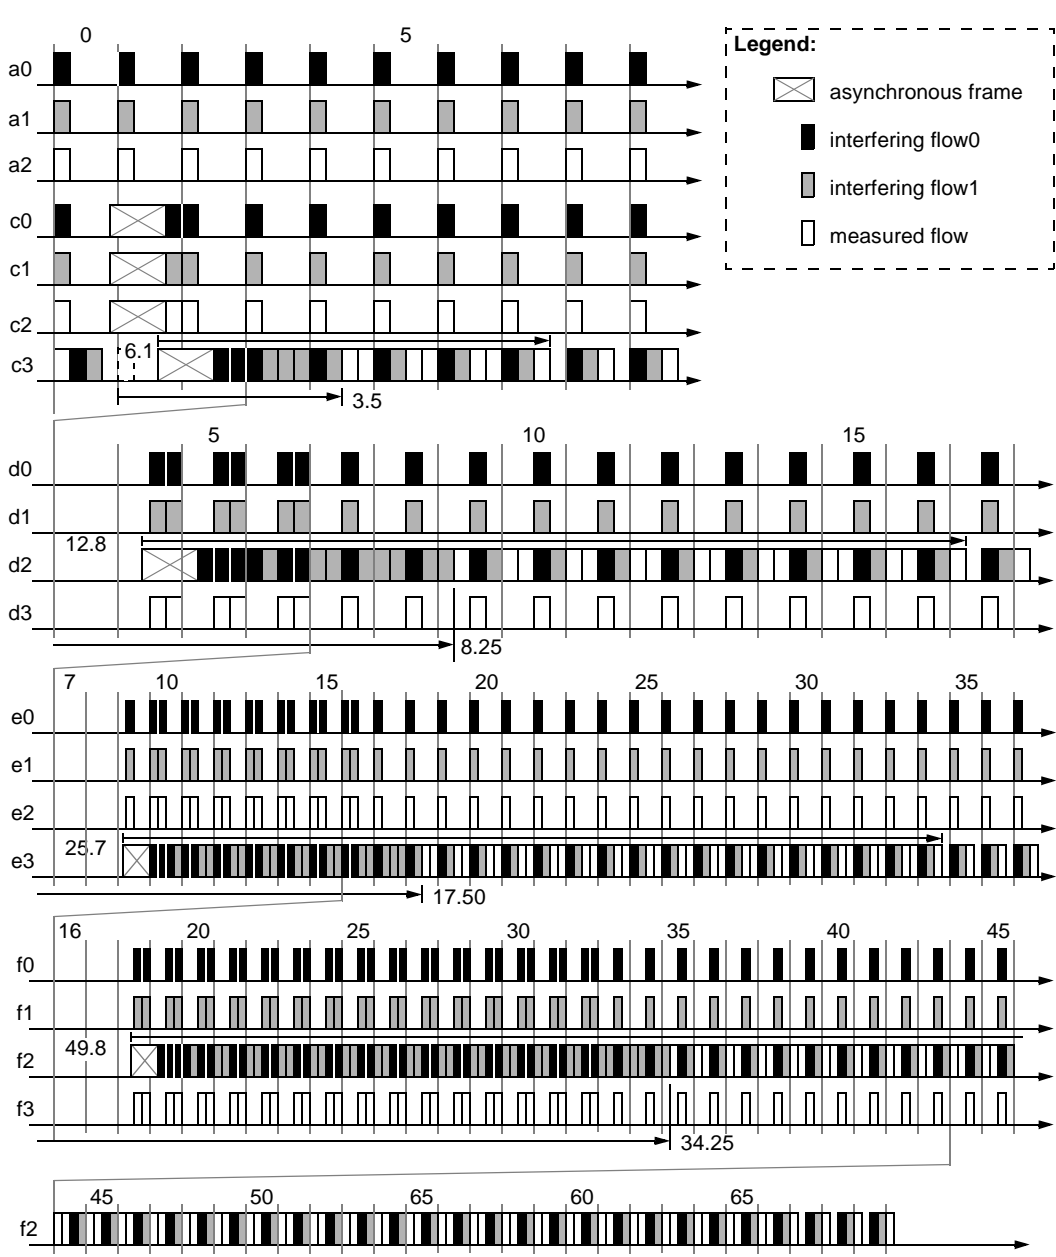 0 5
a0
a1
a2
c0
c1
c2
c3
6.1
3.5
Legend:
asynchronous frame
interfering flow0
interfering flow1
measured flow
5 10 15
d0
d1
12.8
d2
d3
8.25
7 10 15 20 25 30 35
e0
e1
e2
25.7
e3
17.50
16 20 25 30 35 40 45
f0
f1
49.8
f2
f3
34.25
45 50 65 60 65
f2